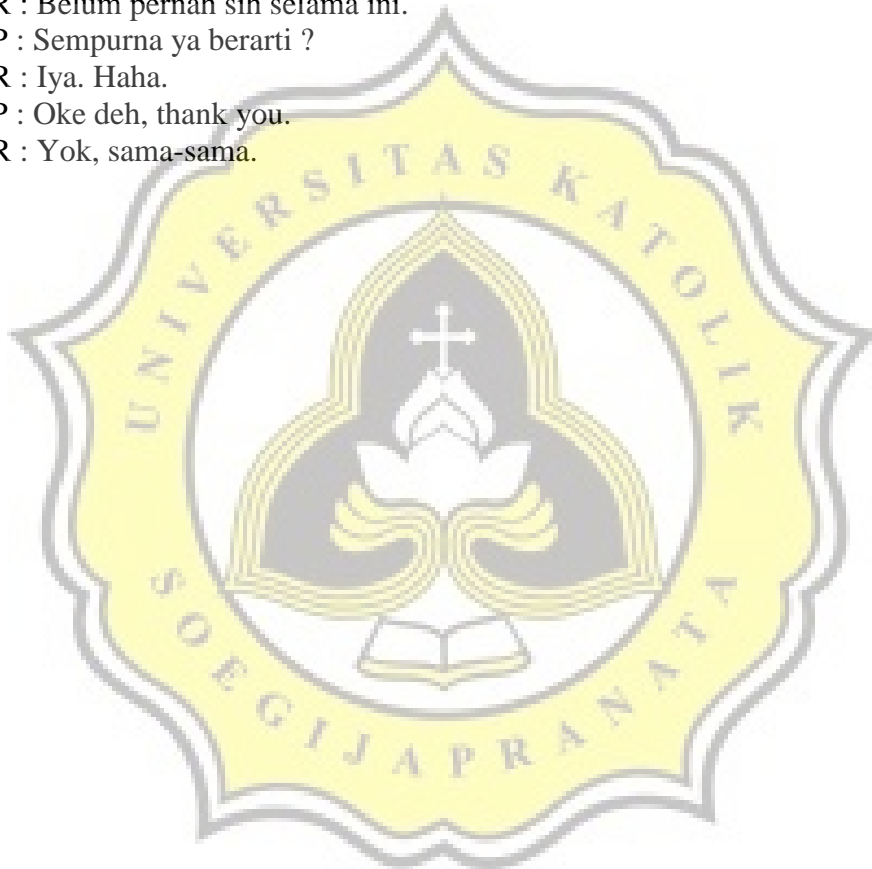 R : Belum pernah sih selama ini.
P : Sempurna ya berarti ?
R : Iya. Haha.
P : Oke deh, thank you.
R : Yok, sama-sama.
UNIVERSITAS KATOLIK
SOEGIJAPRANATA